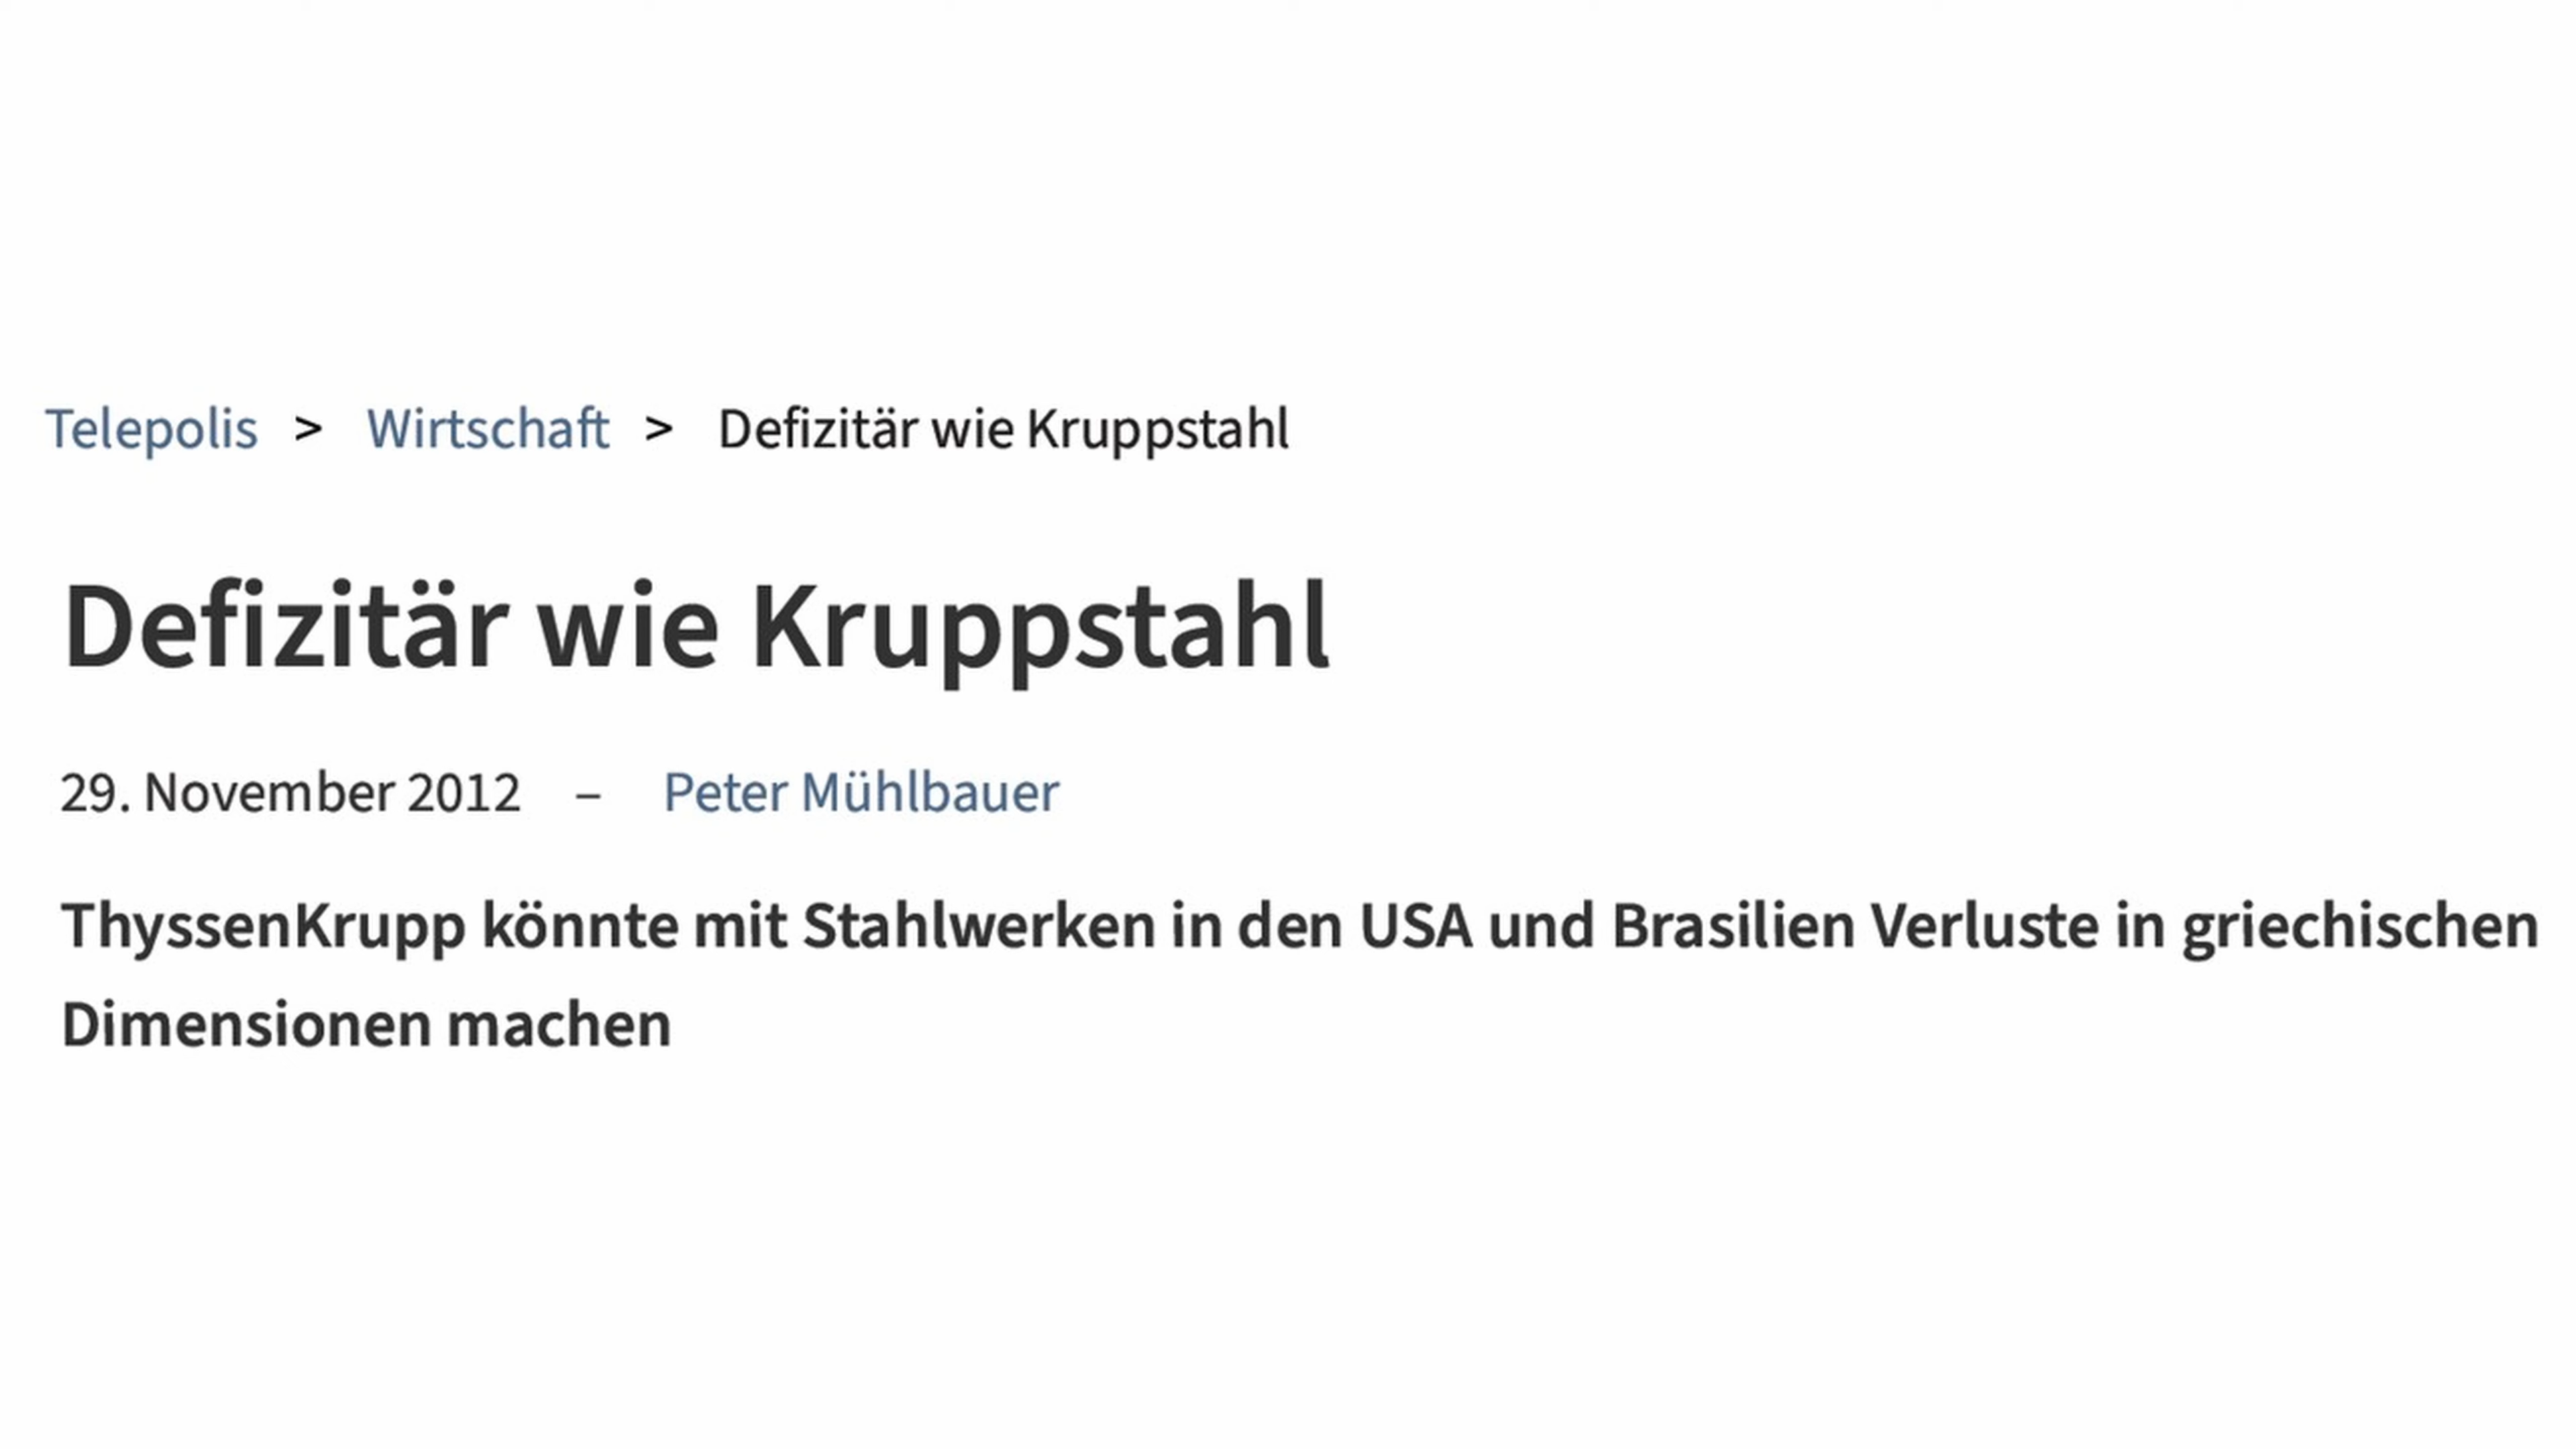 Telepolis > Wirtschaft > Defizitär wie Kruppstahl
Defizitär wie Kruppstahl
29. November 2012 – Peter Mühlbauer
ThyssenKrupp könnte mit Stahlwerken in den USA und Brasilien Verluste in griechischen
Dimensionen machen